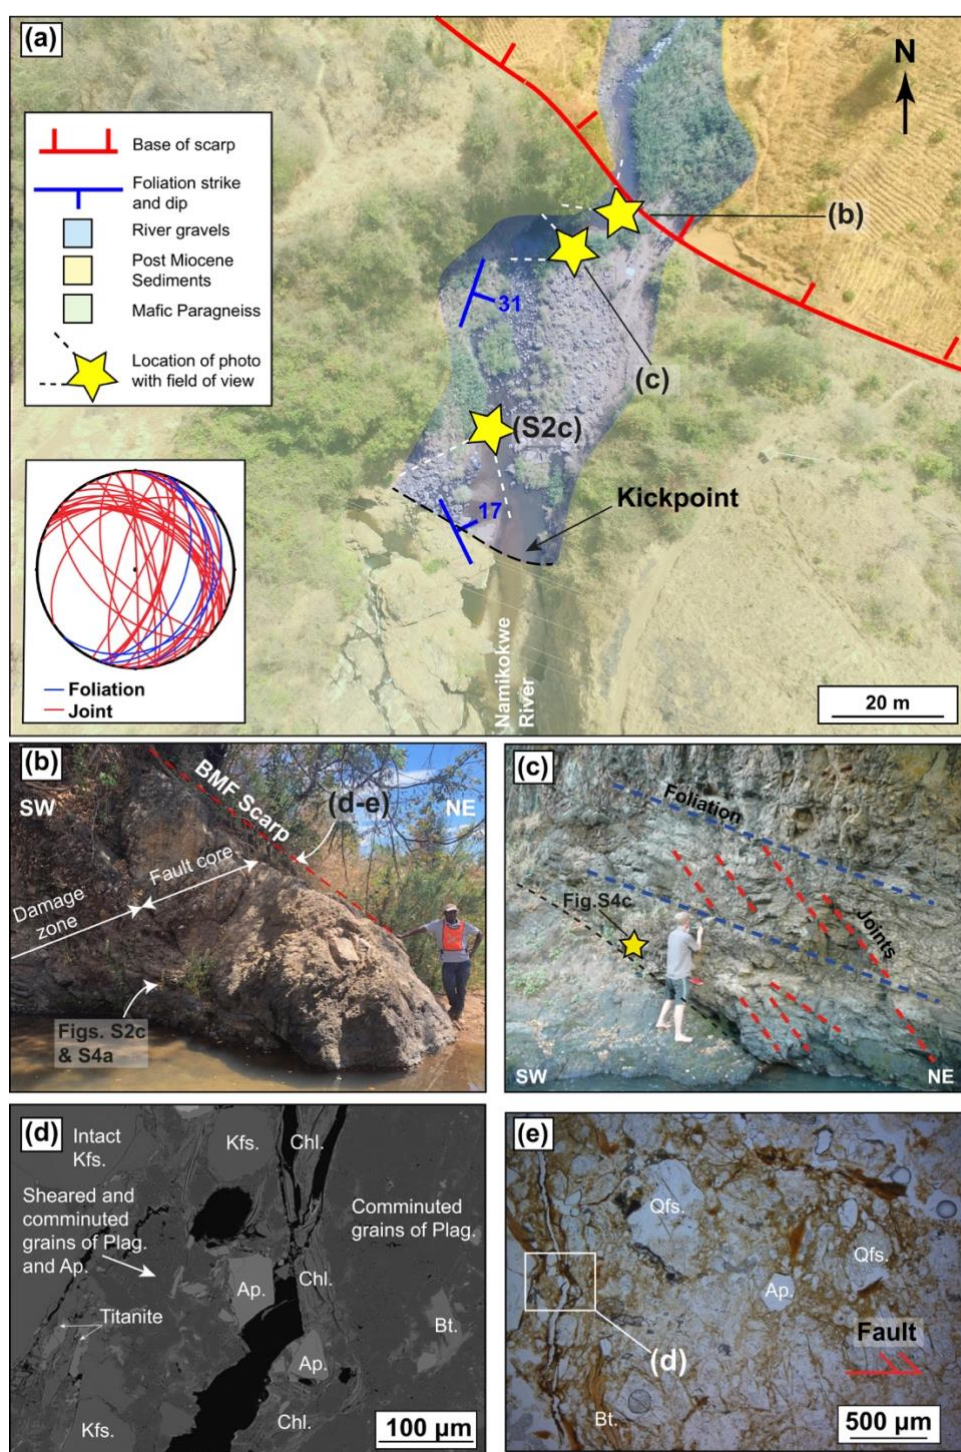 (a)
N
Base of scarp
Foliation strike
and dip
River gravels
Post Miocene
Sediments
Mafic Paragneiss
Location of photo
with field of view
(b)
31
(c)
(S2c)
Kickpoint
17
Namikokwe
River
Foliation
Joint
20 m
(b)
SW
BMF Scarp
(d-e)
NE
Fault core
Damage
zone
Figs. S2c
& S4a
(c)
Foliation
Fig.S4c
Joints
SW
NE
(d)
Intact
Kfs.
Kfs.
Chl.
Sheared and
comminuted
grains of Plag.
and Ap.
Comminuted
grains of Plag.
Ap.
Chl.
Titanite
Bt.
Ap.
Kfs.
Chl.
100 µm
(e)
Qfs.
Qfs.
Ap.
Fault
(d)
Bt.
500 µm